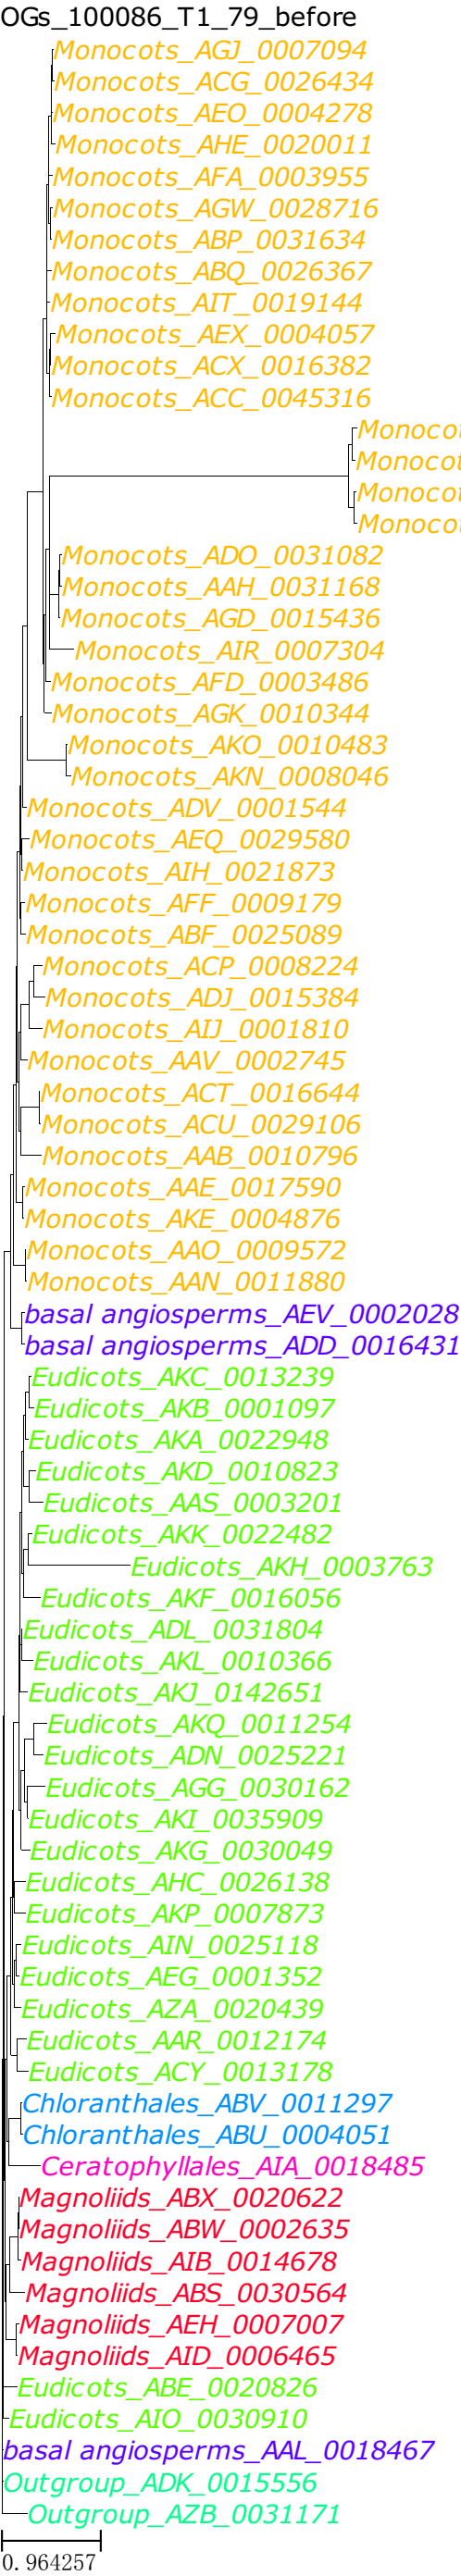 OGs_100086_T1_79_before
Monocots_AGJ_0007094
Monocots_ACG_0026434
Monocots_AEO_0004278
Monocots_AHE_0020011
Monocots_AFA_0003955
Monocots_AGW_0028716
Monocots_ABP_0031634
Monocots_ABQ_0026367
Monocots_AIT_0019144
Monocots_AEX_0004057
Monocots_ACX_0016382
Monocots_ACC_0045316
Monocot
Monocot
Monocot
Monocot
Monocots_ADO_0031082
Monocots_AAH_0031168
Monocots_AGD_0015436
Monocots_AIR_0007304
Monocots_AFD_0003486
Monocots_AGK_0010344
Monocots_AKO_0010483
Monocots_AKN_0008046
Monocots_ADV_0001544
Monocots_AEQ_0029580
Monocots_AIH_0021873
Monocots_AFF_0009179
Monocots_ABF_0025089
Monocots_ACP_0008224
Monocots_ADJ_0015384
Monocots_AIJ_0001810
Monocots_AAV_0002745
Monocots_ACT_0016644
Monocots_ACU_0029106
Monocots_AAB_0010796
Monocots_AAE_0017590
Monocots_AKE_0004876
Monocots_AAO_0009572
Monocots_AAN_0011880
basal angiosperms_AEV_0002028
basal angiosperms_ADD_0016431
Eudicots_AKC_0013239
Eudicots_AKB_0001097
Eudicots_AKA_0022948
Eudicots_AKD_0010823
Eudicots_AAS_0003201
Eudicots_AKK_0022482
Eudicots_AKH_0003763
Eudicots_AKF_0016056
Eudicots_ADL_0031804
Eudicots_AKL_0010366
Eudicots_AKJ_0142651
Eudicots_AKQ_0011254
Eudicots_ADN_0025221
Eudicots_AGG_0030162
Eudicots_AKI_0035909
Eudicots_AKG_0030049
Eudicots_AHC_0026138
Eudicots_AKP_0007873
Eudicots_AIN_0025118
Eudicots_AEG_0001352
Eudicots_AZA_0020439
Eudicots_AAR_0012174
Eudicots_ACY_0013178
Chloranthales_ABV_0011297
Chloranthales_ABU_0004051
Ceratophyllales_AIA_0018485
Magnoliids_ABX_0020622
Magnoliids_ABW_0002635
Magnoliids_AIB_0014678
Magnoliids_ABS_0030564
Magnoliids_AEH_0007007
Magnoliids_AID_0006465
Eudicots_ABE_0020826
Eudicots_AIO_0030910
basal angiosperms_AAL_0018467
Outgroup_ADK_0015556
Outgroup_AZB_0031171
0.964257